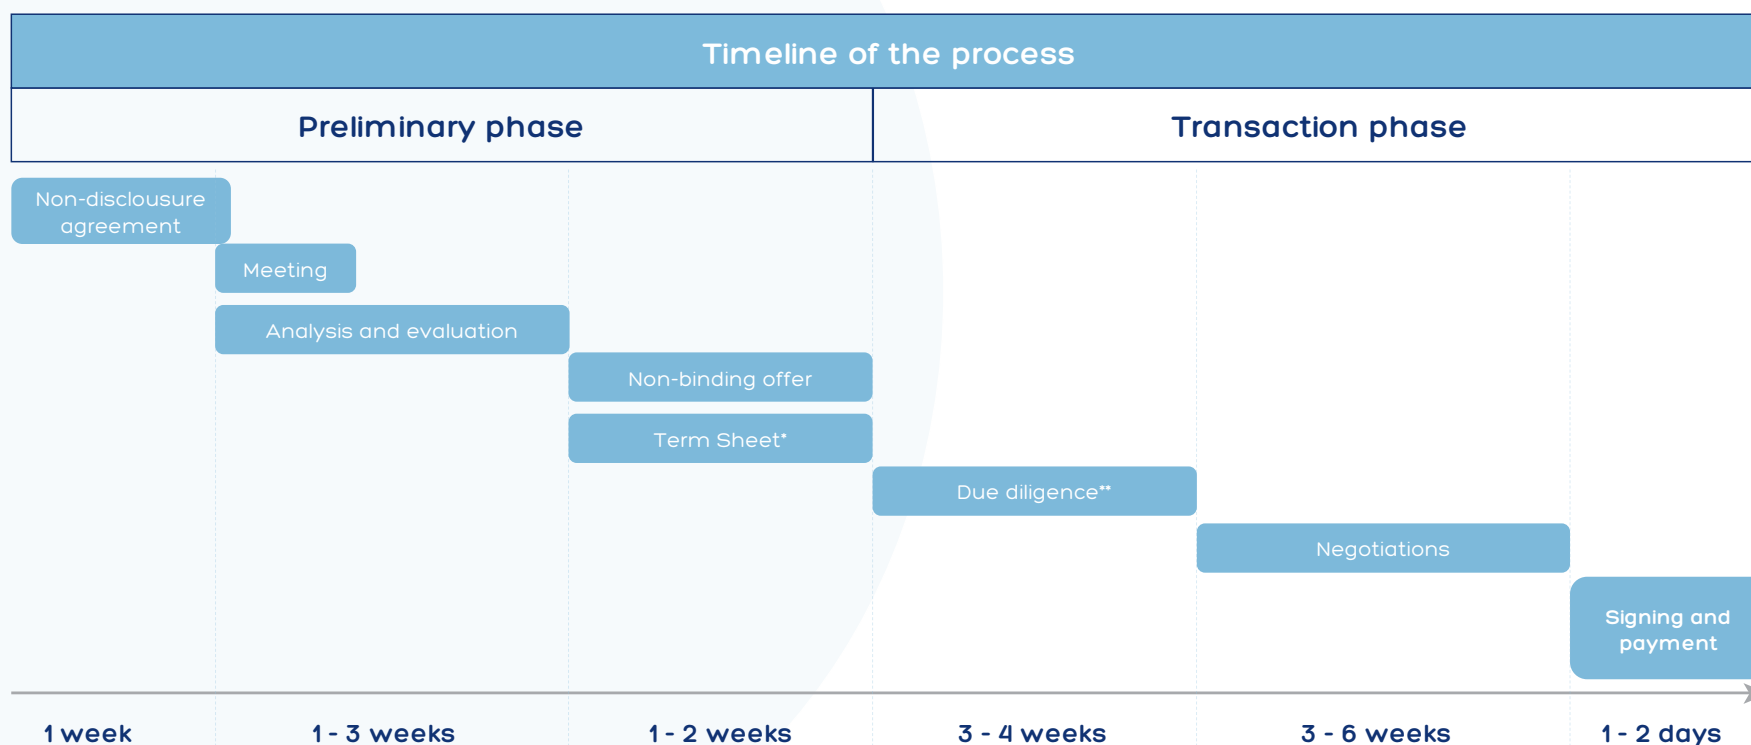 Timeline of the process
Preliminary phase
Transaction phase
Non-disclousure
agreement
Meeting
Analysis and evaluation
Non-binding offer
Term Sheet*
Due diligence**
Negotiations
Signing and
payment
1 week
1 - 3 weeks
1 - 2 weeks
3 - 4 weeks
3 - 6 weeks
1 - 2 days